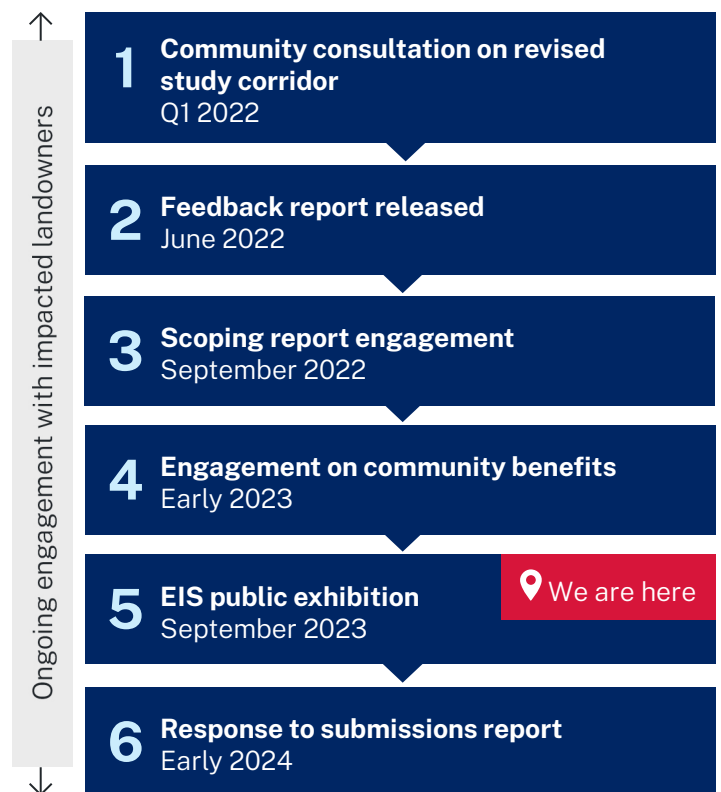 Ongoing engagement with impacted landowners
1
Community consultation on revised
study corridor
Q1 2022
2
Feedback report released
June 2022
3
Scoping report engagement
September 2022
4
Engagement on community benefits
Early 2023
5
EIS public exhibition
September 2023
We are here
6
Response to submissions report
Early 2024